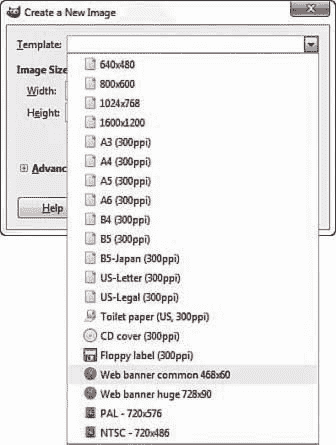 Create a New Image
Template:
640x480
800x600
Image Size
1024x768
Width:
1600x1200
Height:
A3 (300ppi)
A4 (300ppi)
Advanc
A5 (300ppi)
A6 (300ppi)
Help
B4 (300ppi)
B5 (300ppi)
B5-Japan (300ppi)
US-Letter (300ppi)
US-Legal (300ppi)
Toilet paper (US, 300ppi)
CD cover (300ppi)
Floppy label (300ppi)
Web banner common 468x60
Web banner huge 728x90
PAL - 720x576
NTSC - 720x486